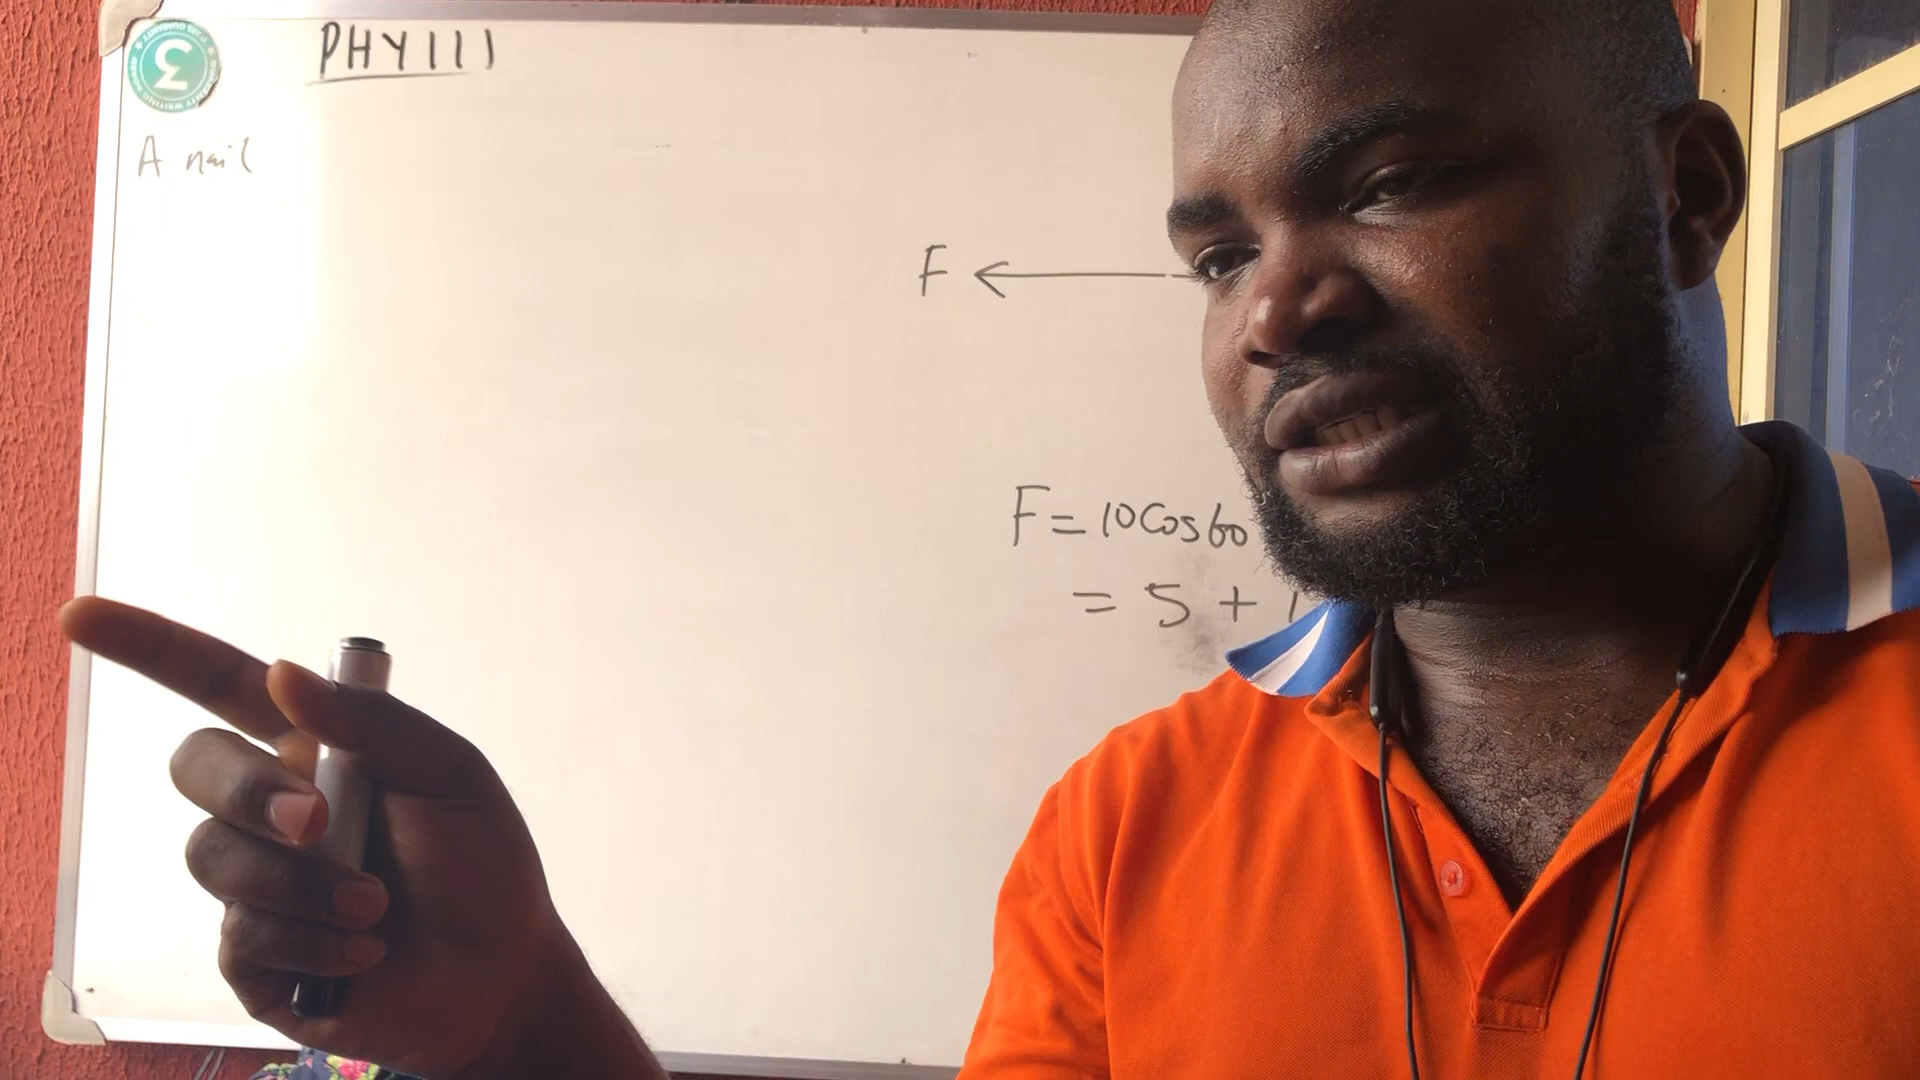 PHY111
A nail
F
F = 10Cos60
= 5 +